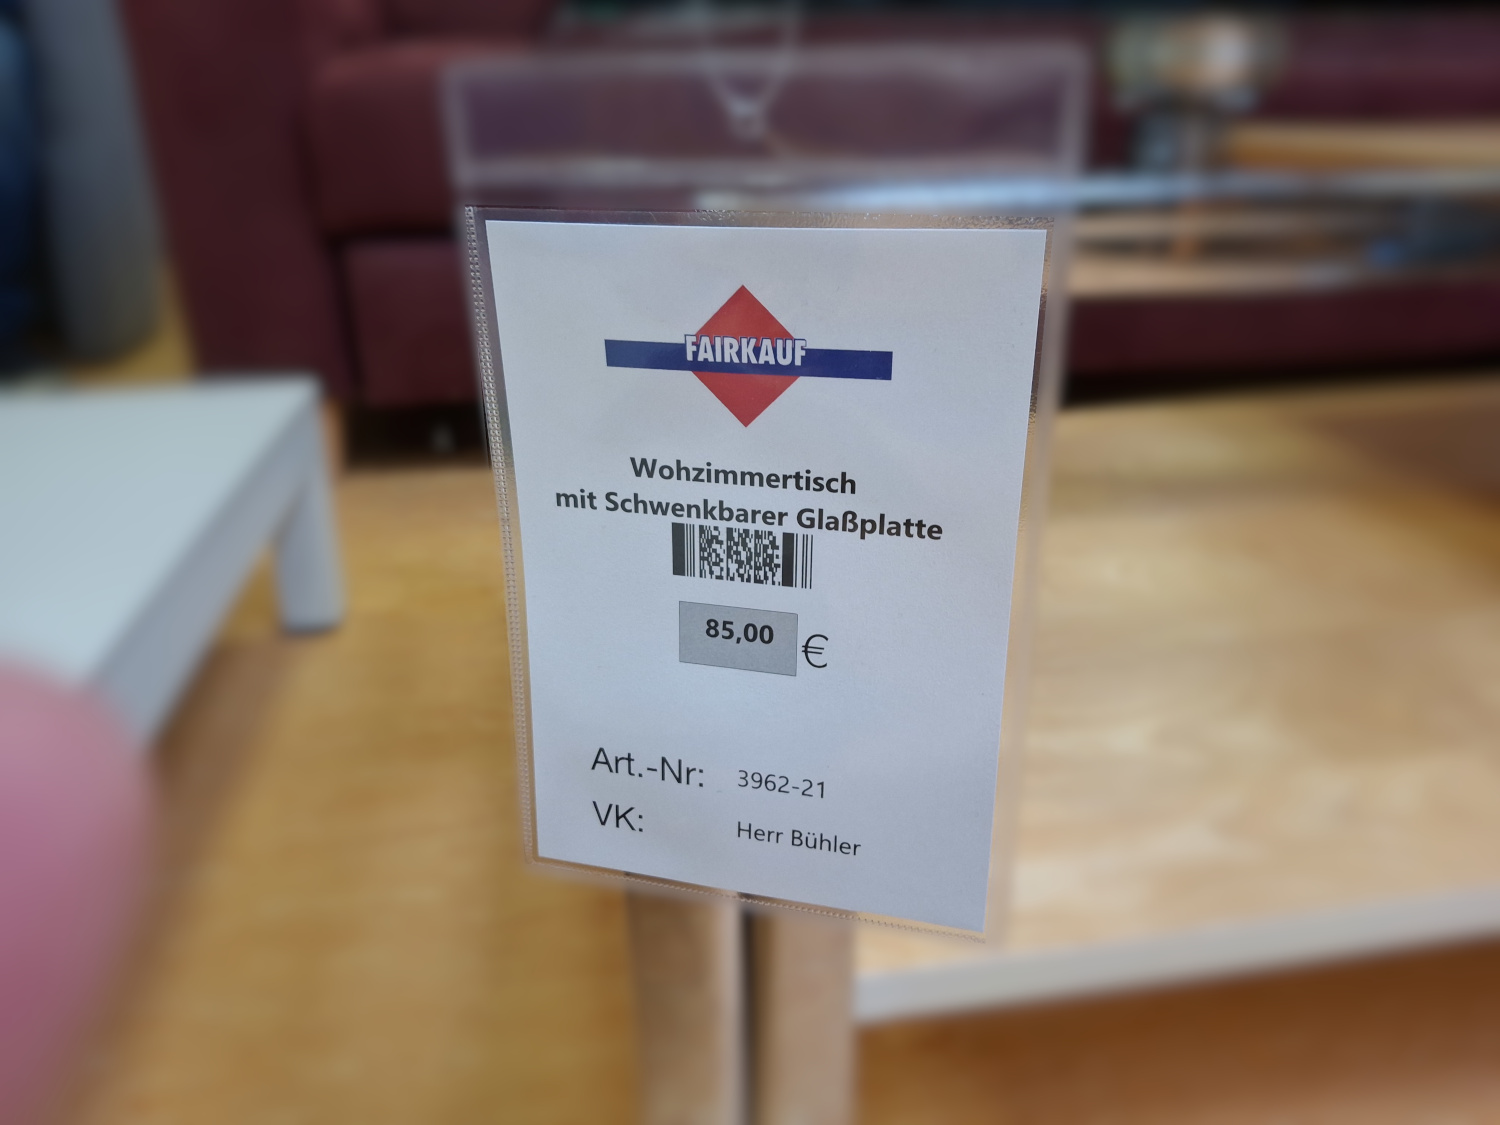 FAIRKAUF
Wohzimmertisch
mit Schwenkbarer Glaßplatte
85,00 €
Art.-Nr: 3962-21
VK: Herr Bühler